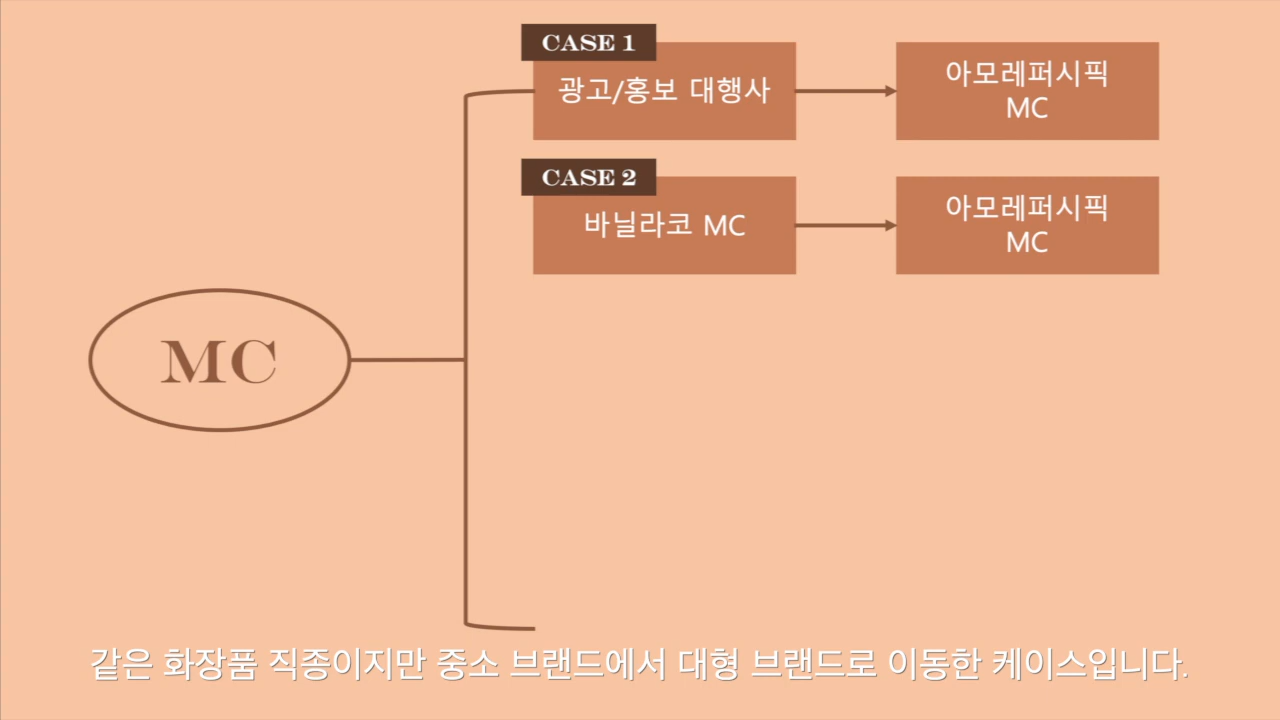 CASE 1
광고/홍보 대행사
아모레퍼시픽
MC
CASE 2
바닐라코 MC
아모레퍼시픽
MC
MC
같은 화장품 직종이지만 중소 브랜드에서 대형 브랜드로 이동한 케이스입니다.